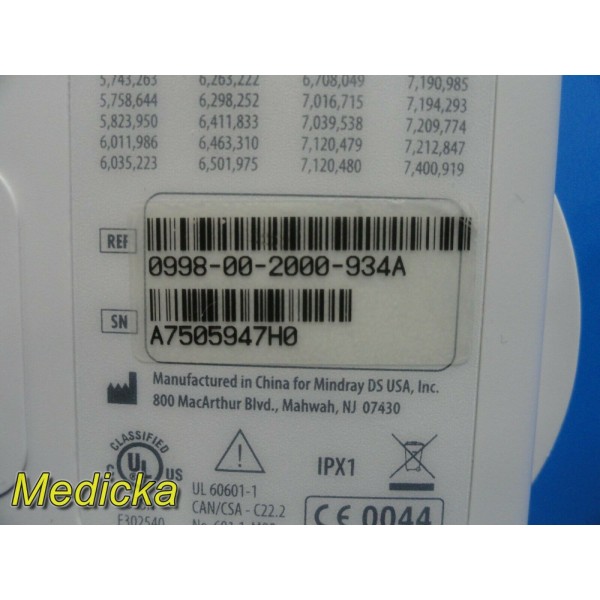 5,743,263 6,263,222 6,708,049 7,190,985
5,758,644 6,298,252 7,016,715 7,194,293
5,823,950 6,411,833 7,039,538 7,209,774
6,011,986 6,463,310 7,120,479 7,212,847
6,035,223 6,501,975 7,120,480 7,400,919
REF
0998-00-2000-934A
SN
A7505947H0
Manufactured in China for Mindray DS USA, Inc.
800 MacArthur Blvd., Mahwah, NJ 07430
CLASSIFIED
C UL US
IPX1
UL 60601-1
CAN/CSA - C22.2
E302540
CE 0044
Medicka